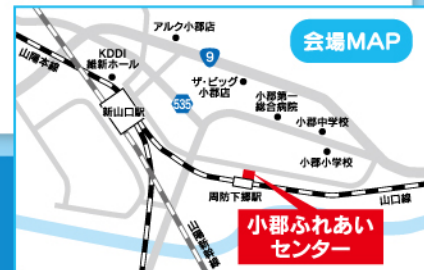 会場MAP
アルク小郡店
9
KDDI
維新ホール
山陽本線
ザ・ビッグ
小郡店
535
小郡第一
総合病院
新山口駅
小郡中学校
小郡小学校
周防下郷駅
山口線
小郡ふれあい
センター
山陽新幹線